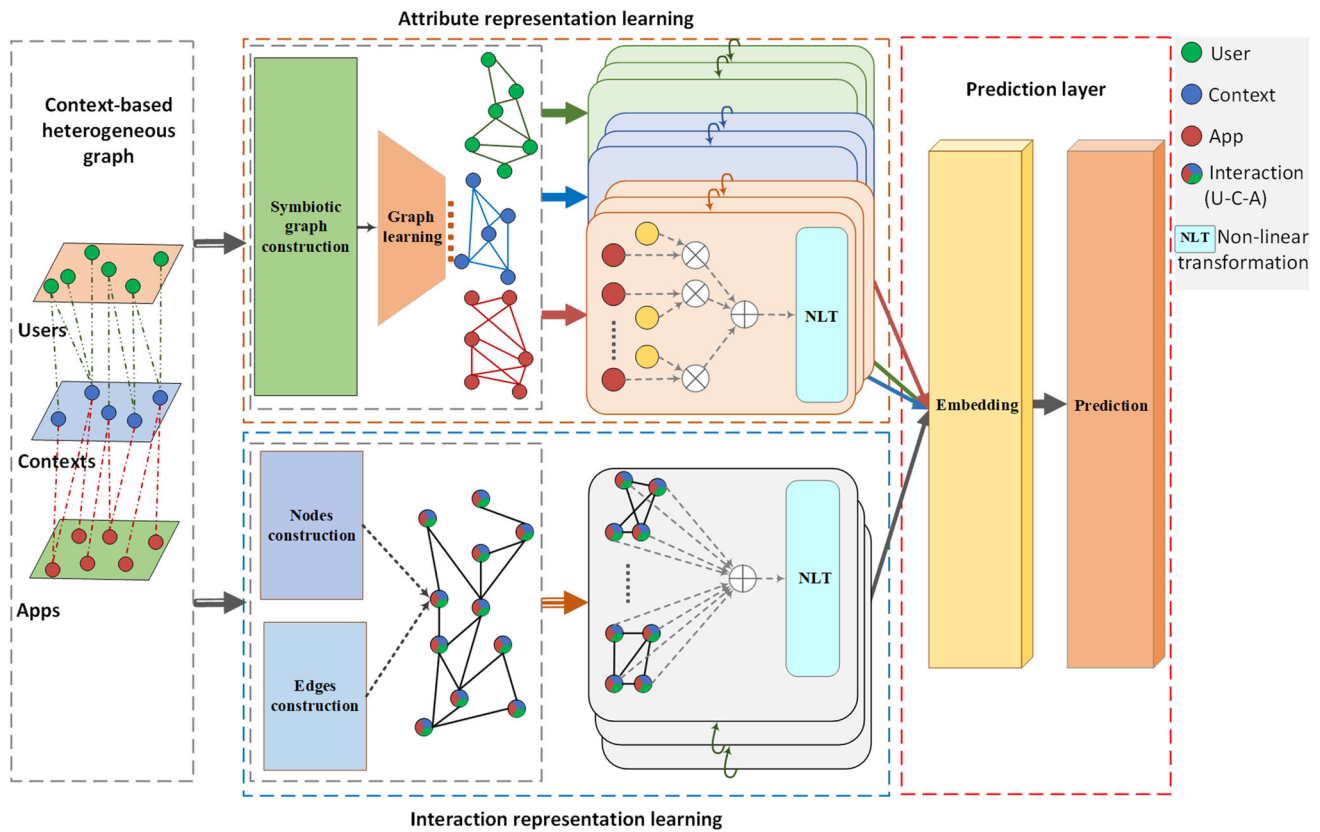 Attribute representation learning
Context-based
heterogeneous
graph
Users
Contexts
Apps
Symbiotic
graph
construction
Graph
learning
NLT
Nodes
construction
Edges
construction
NLT
Interaction representation learning
Prediction layer
Embedding
Prediction
User
Context
App
Interaction
(U-C-A)
NLT Non-linear
transformation